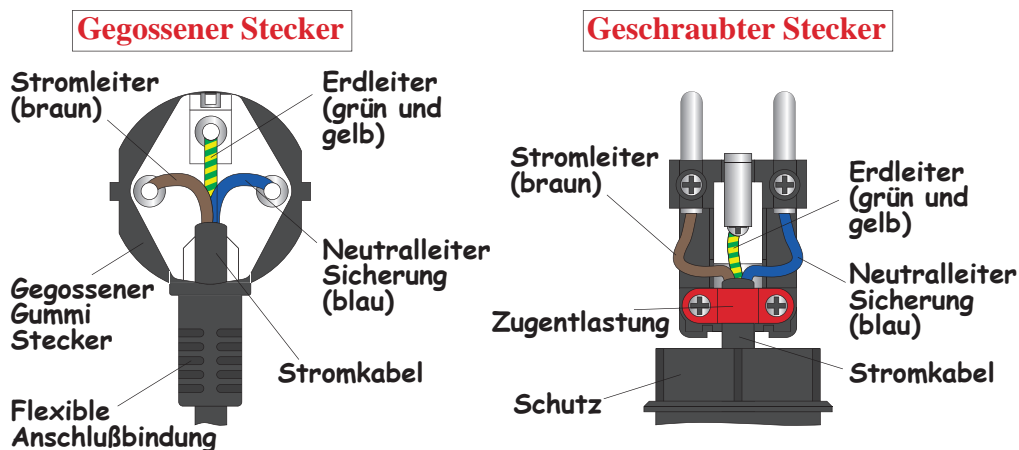 Gegossener Stecker
Stromleiter
(braun)
Erdleiter
(grün und
gelb)
Neutralleiter
Sicherung
(blau)
Gegossener
Gummi
Stecker
Stromkabel
Flexible
Anschlußbindung
Geschraubter Stecker
Stromleiter
(braun)
Erdleiter
(grün und
gelb)
Neutralleiter
Sicherung
(blau)
Zugentlastung
Stromkabel
Schutz